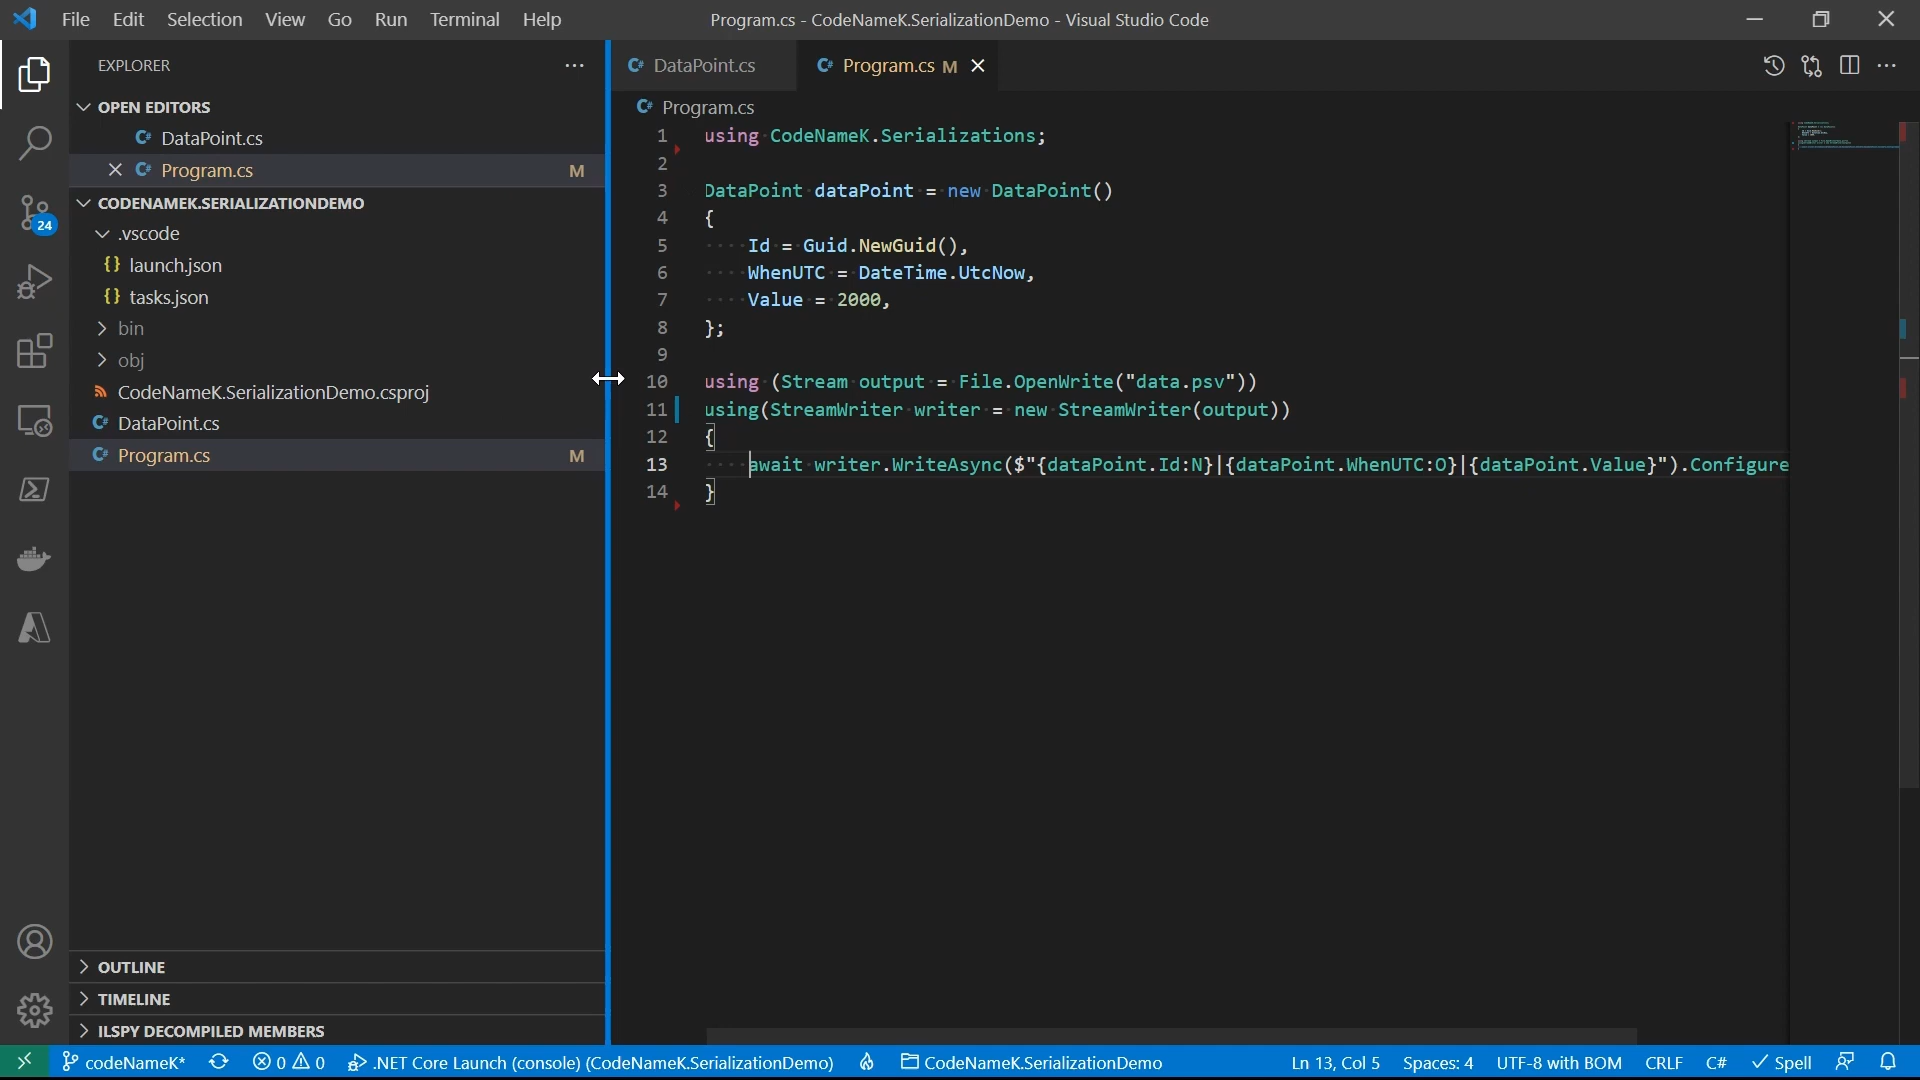 File Edit Selection View Go Run Terminal Help
Program.cs - CodeNameK.SerializationDemo - Visual Studio Code
EXPLORER
OPEN EDITORS
C# DataPoint.cs
C# Program.cs M
CODENAMEK.SERIALIZATIONDEMO
.vscode
{} launch.json
{} tasks.json
bin
obj
CodeNameK.SerializationDemo.csproj
C# DataPoint.cs
C# Program.cs M
24
OUTLINE
TIMELINE
ILSPY DECOMPILED MEMBERS
C# DataPoint.cs
C# Program.cs M
C# Program.cs
1 using CodeNameK.Serializations;
2
3 DataPoint dataPoint = new DataPoint()
4 {
5 Id = Guid.NewGuid(),
6 WhenUTC = DateTime.UtcNow,
7 Value = 2000,
8 };
9
10 using (Stream output = File.OpenWrite("data.psv"))
11 using(StreamWriter writer = new StreamWriter(output))
12 {
13 await writer.WriteAsync($"{dataPoint.Id:N}|{dataPoint.WhenUTC:O}|{dataPoint.Value}").Configure
14 }
codeNameK* 0 0 .NET Core Launch (console) (CodeNameK.SerializationDemo) CodeNameK.SerializationDemo Ln 13, Col 5 Spaces: 4 UTF-8 with BOM CRLF C# Spell